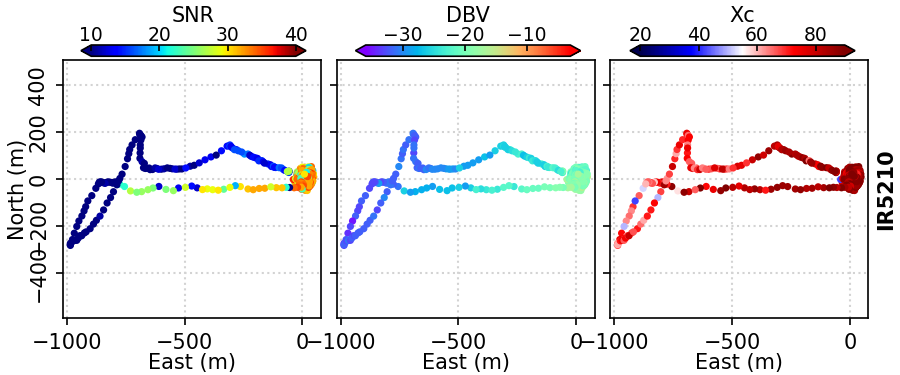 SNR DBV Xc
10 20 30 40 −30 −20 −10 20 40 60 80
400
200
0
−200
−400
North (m)
IR5210
−1000 −500 0 −1000 −500 0 −1000 −500 0
East (m) East (m) East (m)